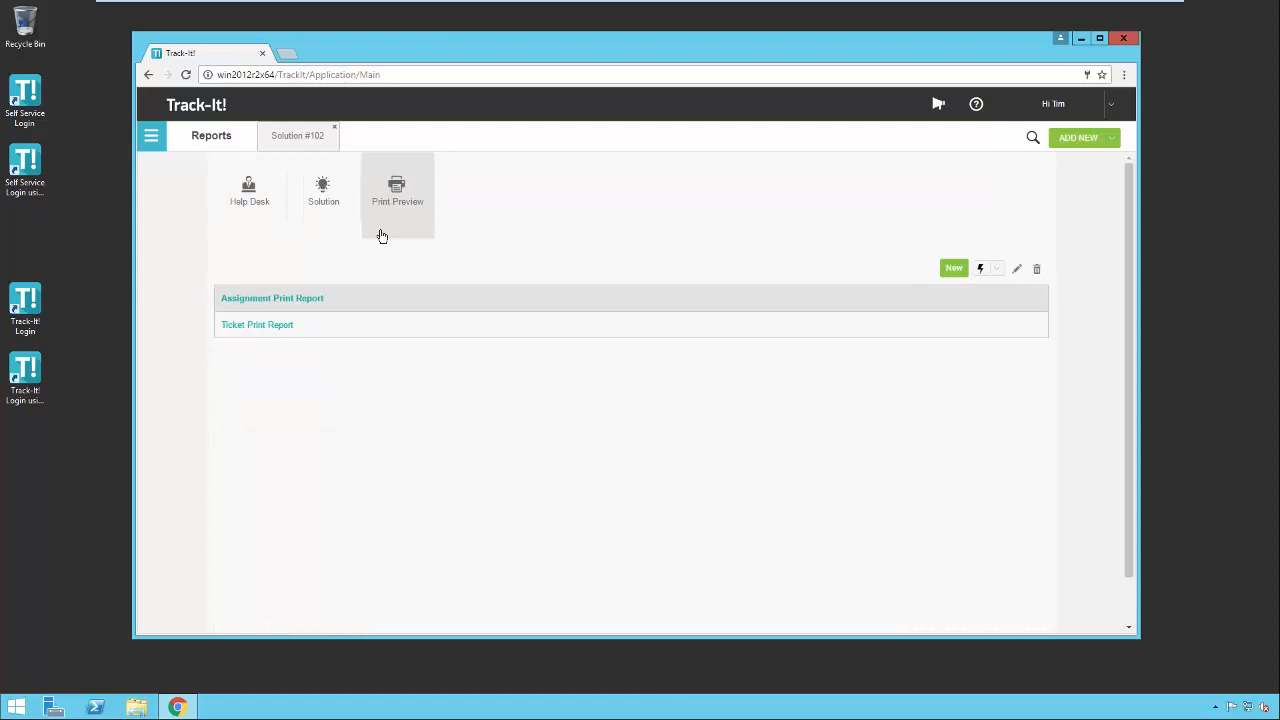 Recycle Bin
Self Service
Login
Self Service
Login usi...
Track-It!
Login
Track-It!
Login usi...
T! Track-It!
win2012r2x64/TrackIt/Application/Main
Track-It!
Hi Tim
Reports
Solution #102
ADD NEW
Help Desk
Solution
Print Preview
New
Assignment Print Report
Ticket Print Report